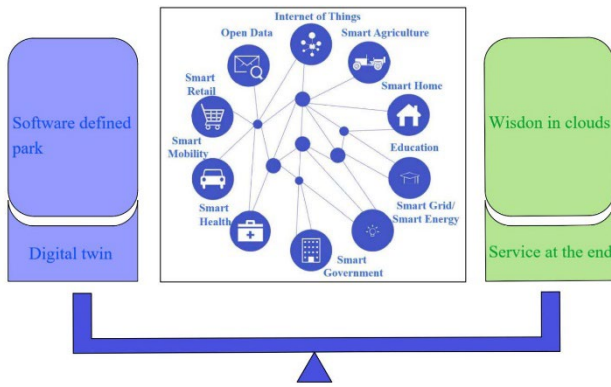 Internet of Things
Open Data
Smart Agriculture
Smart
Retail
Smart Home
Software defined
park
Wisdon in clouds
Smart
Mobility
Education
Smart
Health
Smart Grid/
Smart Energy
Digital twin
Smart
Government
Service at the end